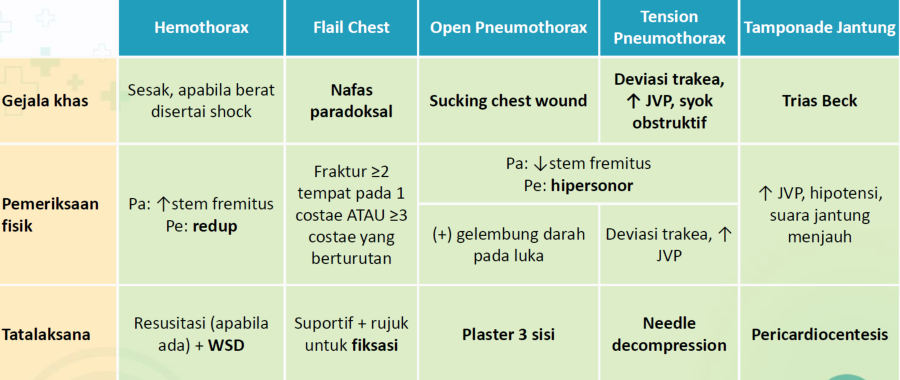 Hemothorax
Flail Chest
Open Pneumothorax
Tension
Pneumothorax
Tamponade Jantung
Gejala khas
Sesak, apabila berat
disertai shock
Nafas
paradoksal
Sucking chest wound
Deviasi trakea,
↑ JVP, syok
obstruktif
Trias Beck
Pemeriksaan
fisik
Pa: ↑stem fremitus
Pe: redup
Fraktur ≥2
tempat pada 1
costae ATAU ≥3
costae yang
berturutan
Pa: ↓stem fremitus
Pe: hipersonor
(+) gelembung darah
pada luka
Deviasi trakea, ↑
JVP
↑ JVP, hipotensi,
suara jantung
menjauh
Tatalaksana
Resusitasi (apabila
ada) + WSD
Suportif + rujuk
untuk fiksasi
Plaster 3 sisi
Needle
decompression
Pericardiocentesis